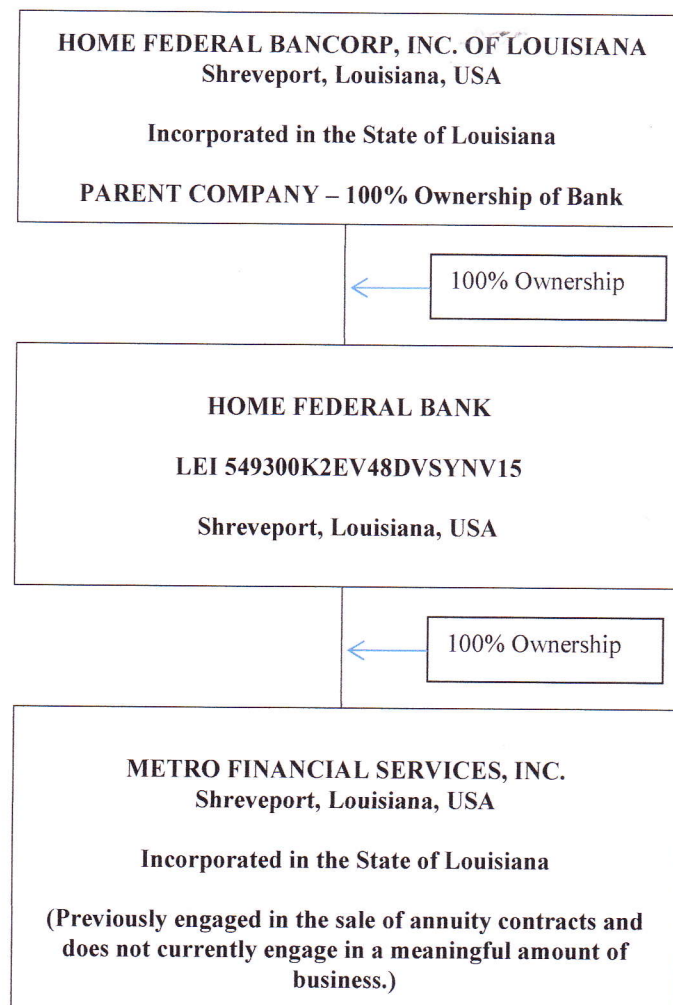 HOME FEDERAL BANCORP, INC. OF LOUISIANA
Shreveport, Louisiana, USA
Incorporated in the State of Louisiana
PARENT COMPANY – 100% Ownership of Bank
100% Ownership
HOME FEDERAL BANK
LEI 549300K2EV48DVSYNV15
Shreveport, Louisiana, USA
100% Ownership
METRO FINANCIAL SERVICES, INC.
Shreveport, Louisiana, USA
Incorporated in the State of Louisiana
(Previously engaged in the sale of annuity contracts and
does not currently engage in a meaningful amount of
business.)